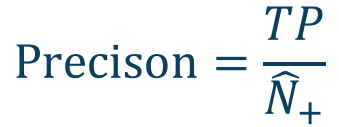 Precison = TP / N̂₊